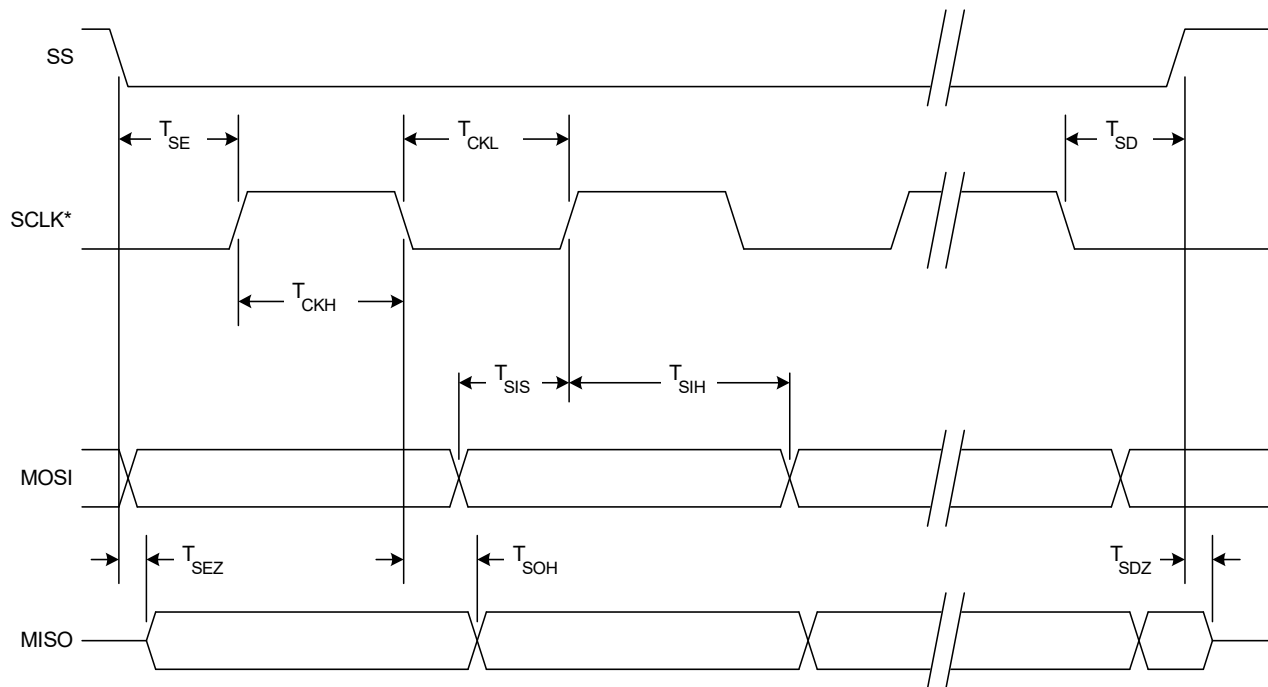 SS
T_SE
T_CKL
T_SD
SCLK*
T_CKH
T_SIS
T_SIH
MOSI
T_SEZ
T_SOH
T_SDZ
MISO